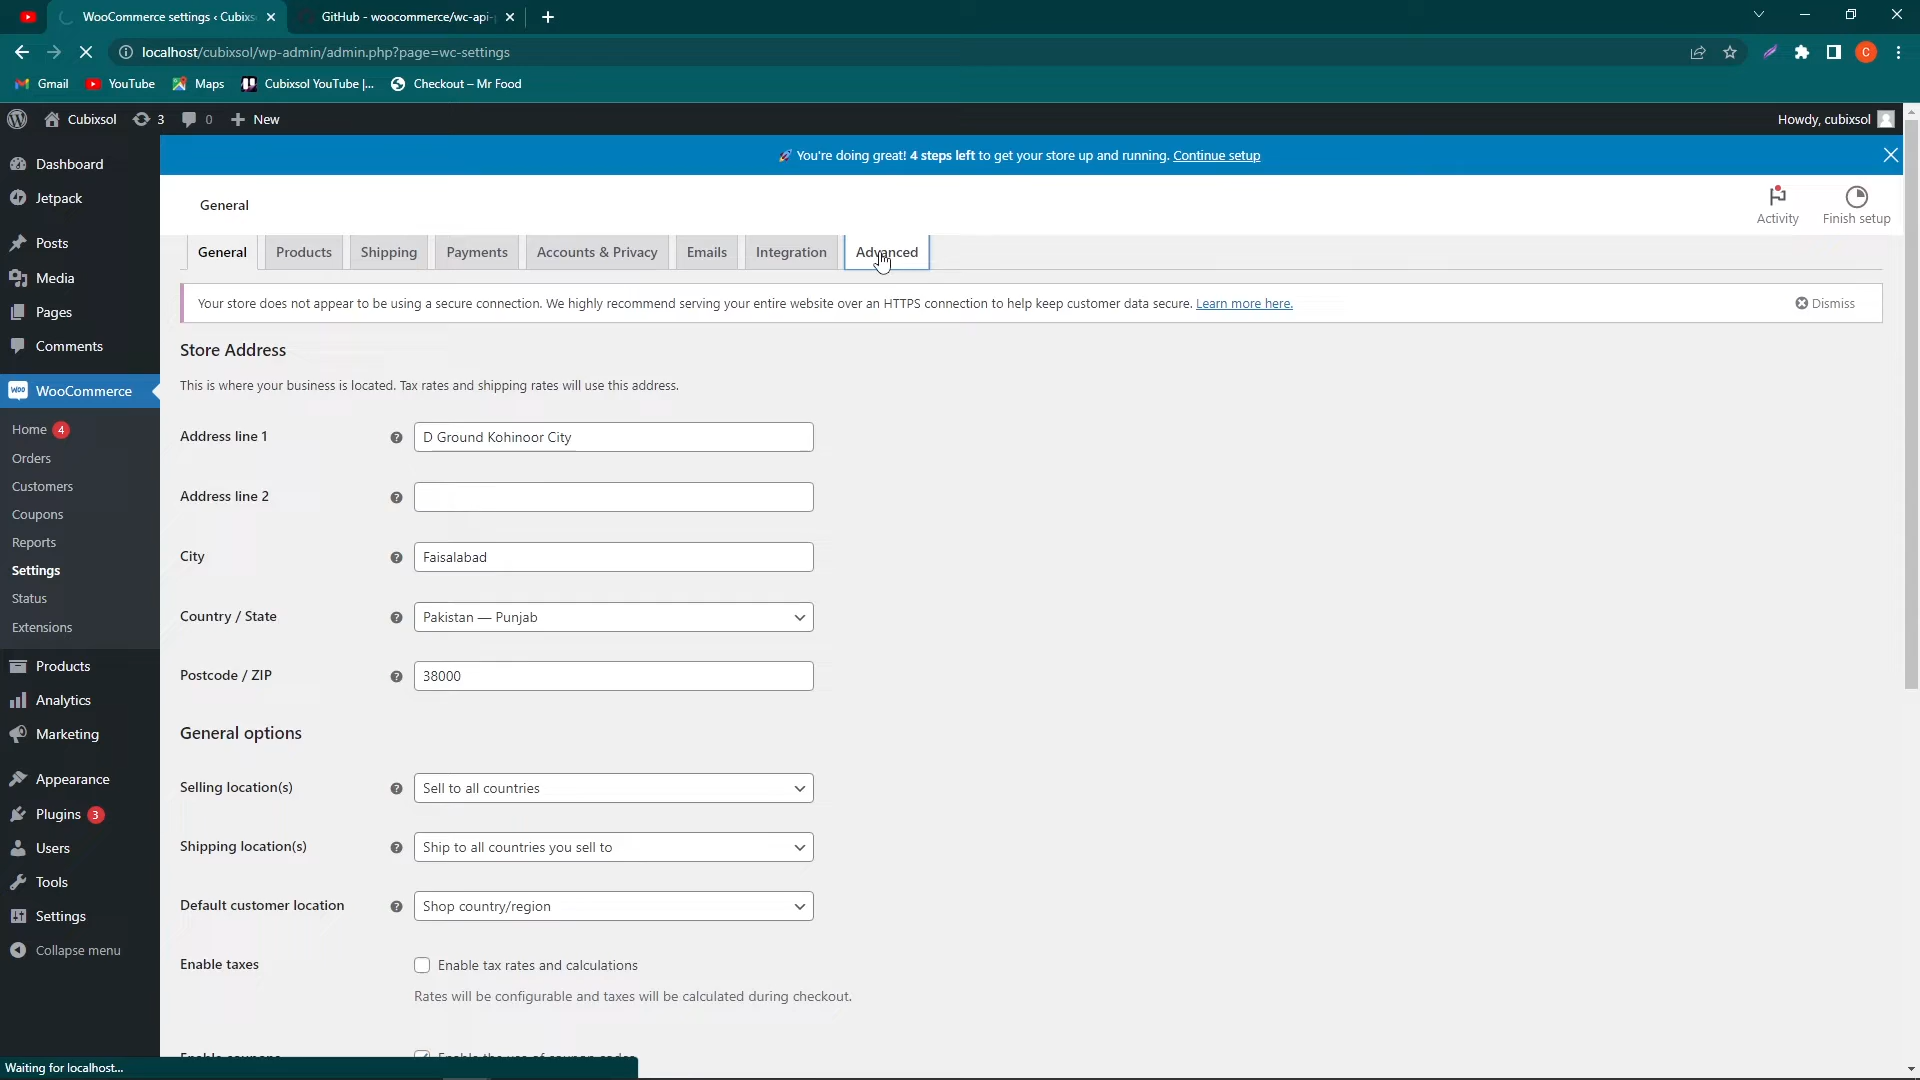 WooCommerce settings ‹ Cubixs
GitHub - woocommerce/wc-api-
localhost/cubixsol/wp-admin/admin.php?page=wc-settings
C
Gmail
YouTube
Maps
Cubixsol YouTube |...
Checkout – Mr Food
Cubixsol
3
0
New
Howdy, cubixsol
Dashboard
Jetpack
Posts
Media
Pages
Comments
WooCommerce
Home 4
Orders
Customers
Coupons
Reports
Settings
Status
Extensions
Products
Analytics
Marketing
Appearance
Plugins 3
Users
Tools
Settings
Collapse menu
You're doing great! 4 steps left to get your store up and running. Continue setup
General
Activity
Finish setup
General
Products
Shipping
Payments
Accounts & Privacy
Emails
Integration
Advanced
Your store does not appear to be using a secure connection. We highly recommend serving your entire website over an HTTPS connection to help keep customer data secure. Learn more here.
Dismiss
Store Address
This is where your business is located. Tax rates and shipping rates will use this address.
Address line 1
D Ground Kohinoor City
Address line 2
City
Faisalabad
Country / State
Pakistan — Punjab
Postcode / ZIP
38000
General options
Selling location(s)
Sell to all countries
Shipping location(s)
Ship to all countries you sell to
Default customer location
Shop country/region
Enable taxes
Enable tax rates and calculations
Rates will be configurable and taxes will be calculated during checkout.
Enable coupons
Enable the use of coupon codes
Waiting for localhost...